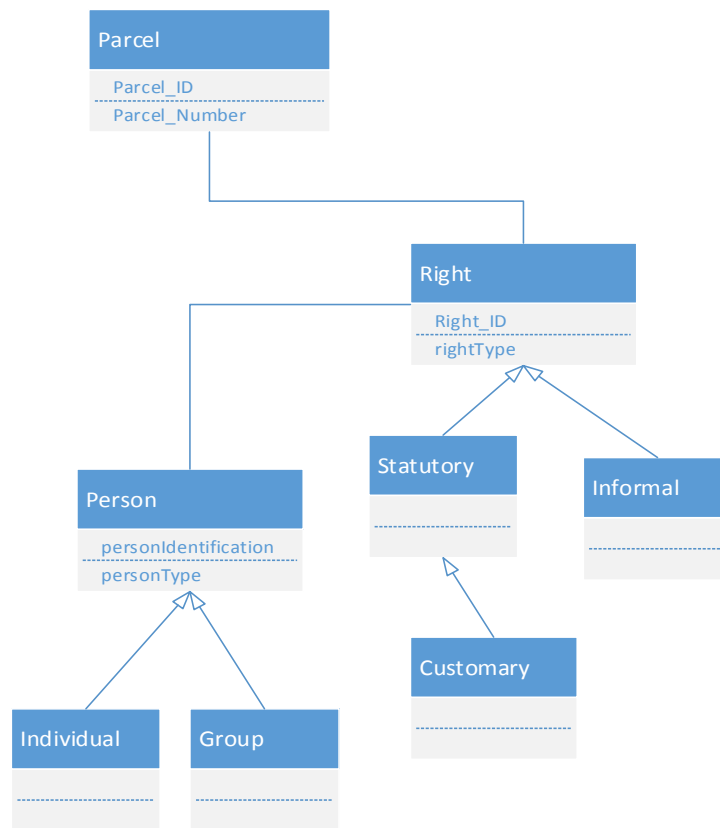 Parcel
Parcel_ID
Parcel_Number
Right
Right_ID
rightType
Statutory
Informal
Person
personIdentification
personType
Customary
Individual
Group